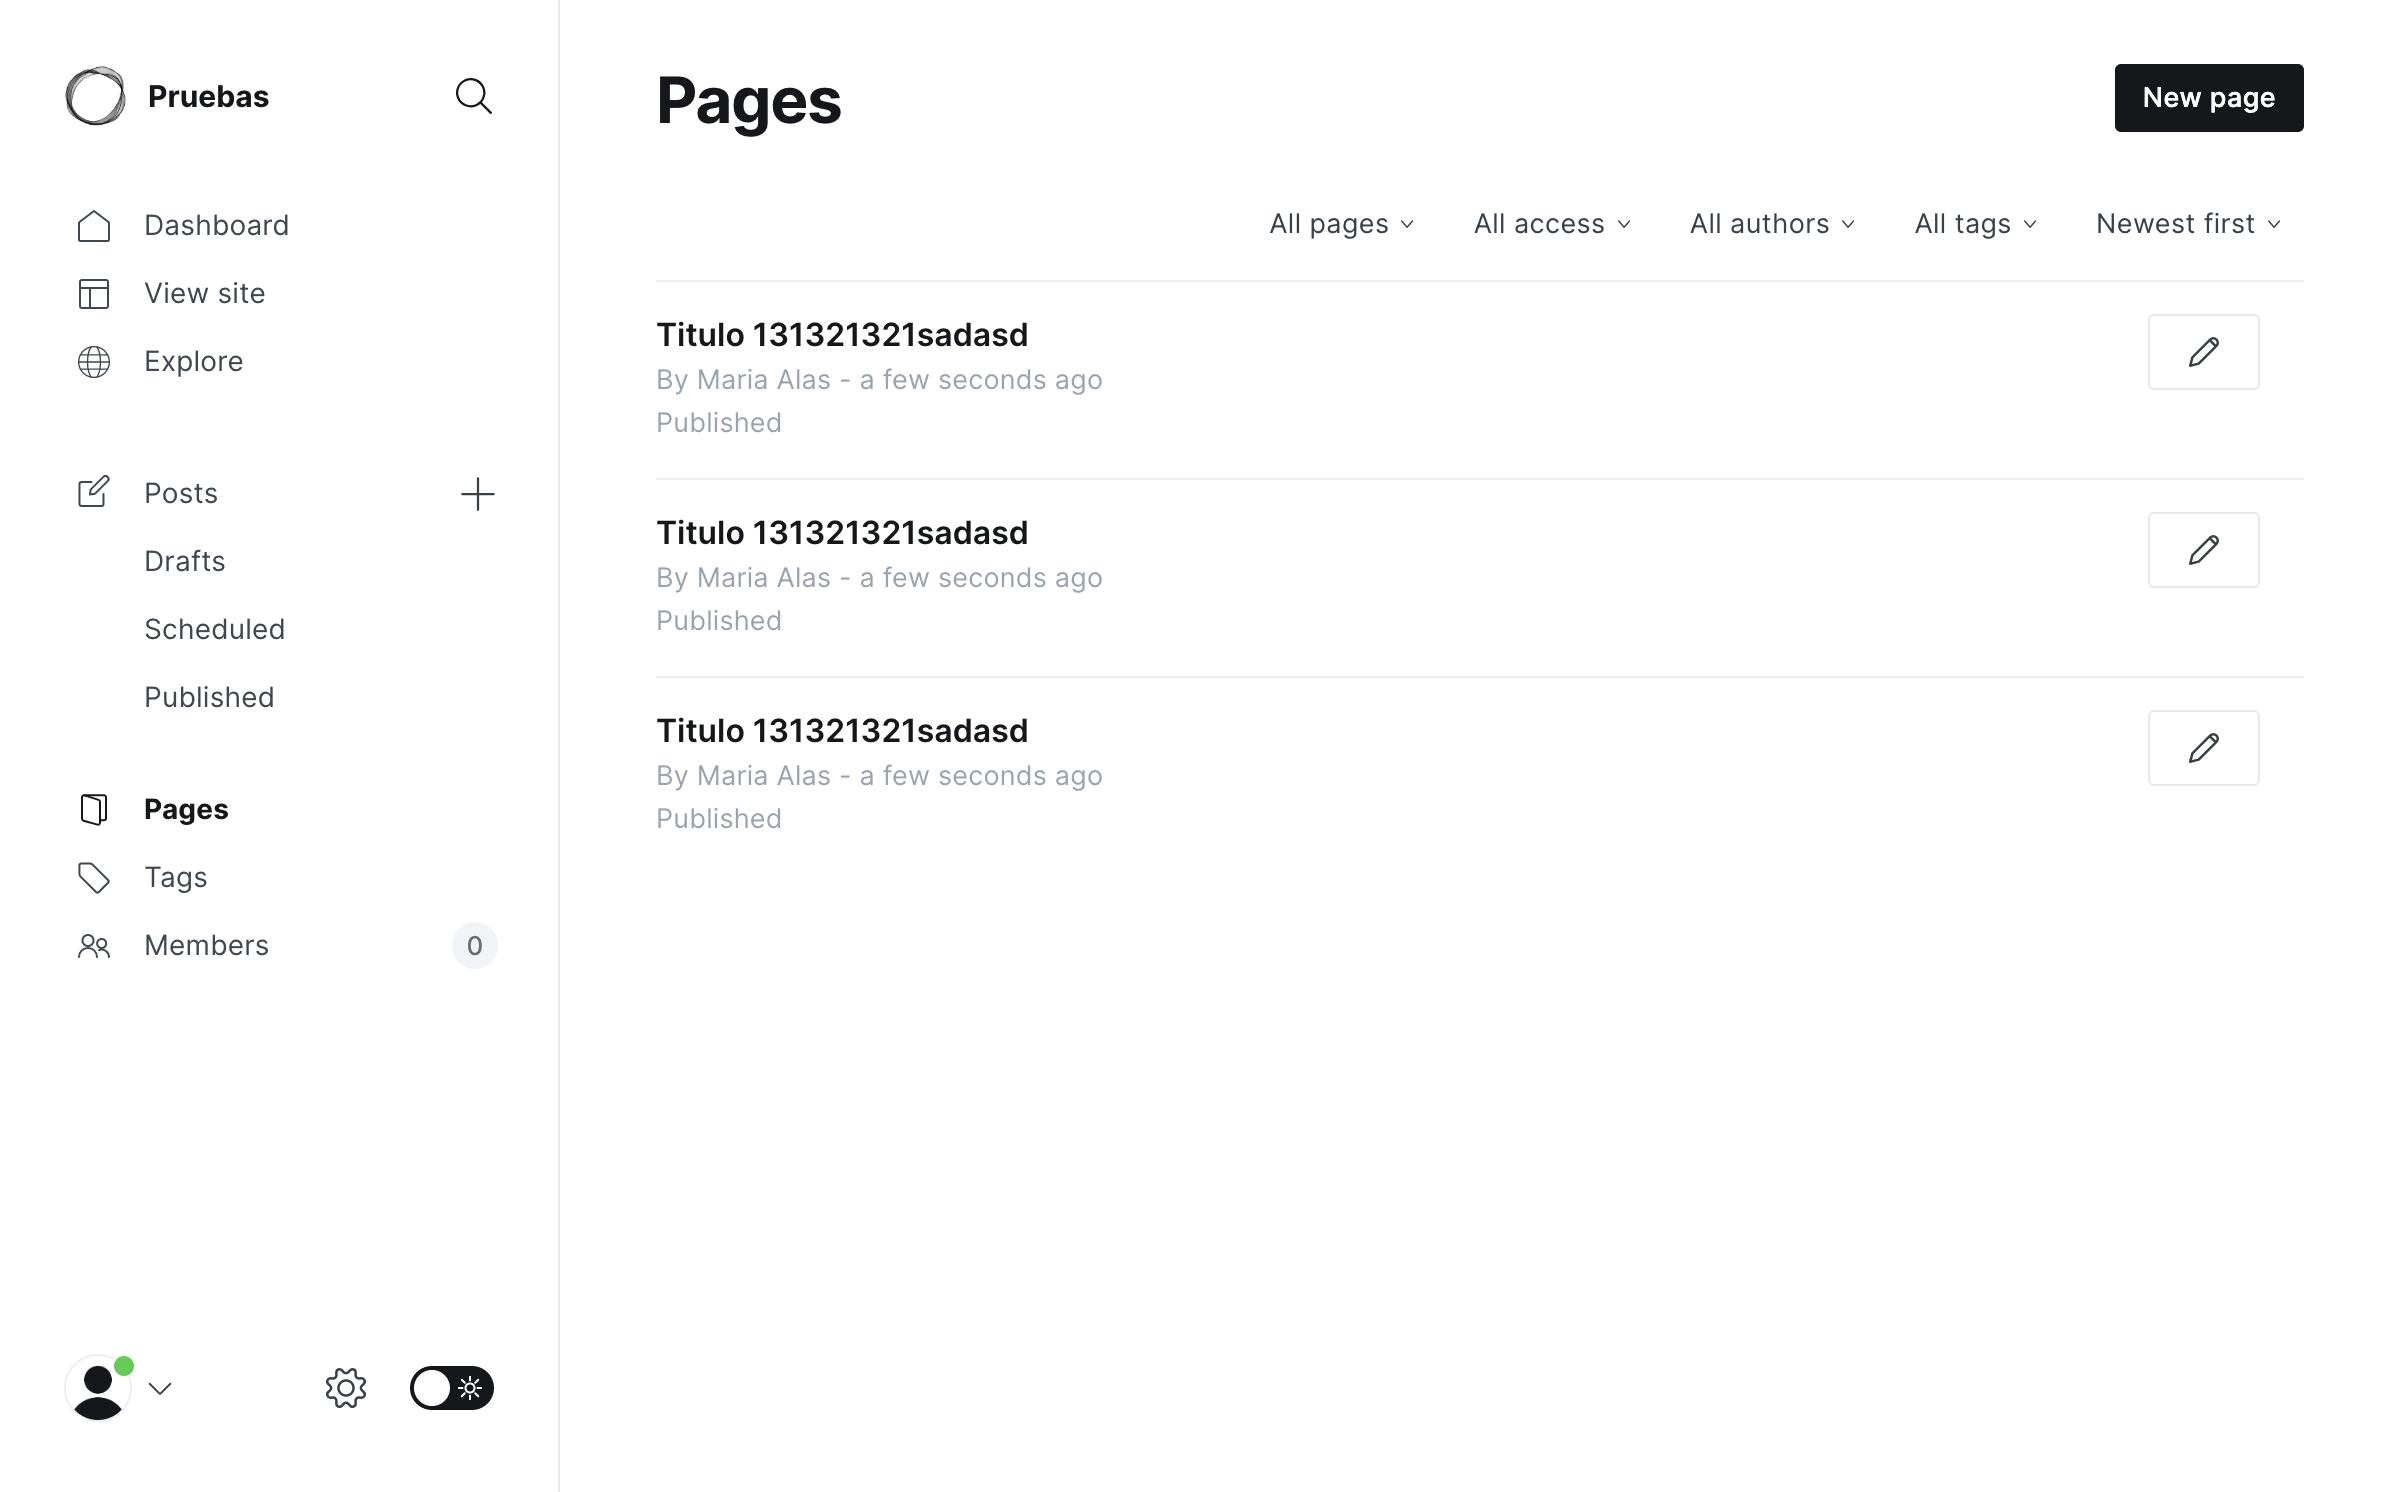 Pruebas
Dashboard
View site
Explore
Posts
Drafts
Scheduled
Published
Pages
Tags
Members 0
Pages
New page
All pages All access All authors All tags Newest first
Titulo 131321321sadasd
By Maria Alas - a few seconds ago
Published
Titulo 131321321sadasd
By Maria Alas - a few seconds ago
Published
Titulo 131321321sadasd
By Maria Alas - a few seconds ago
Published